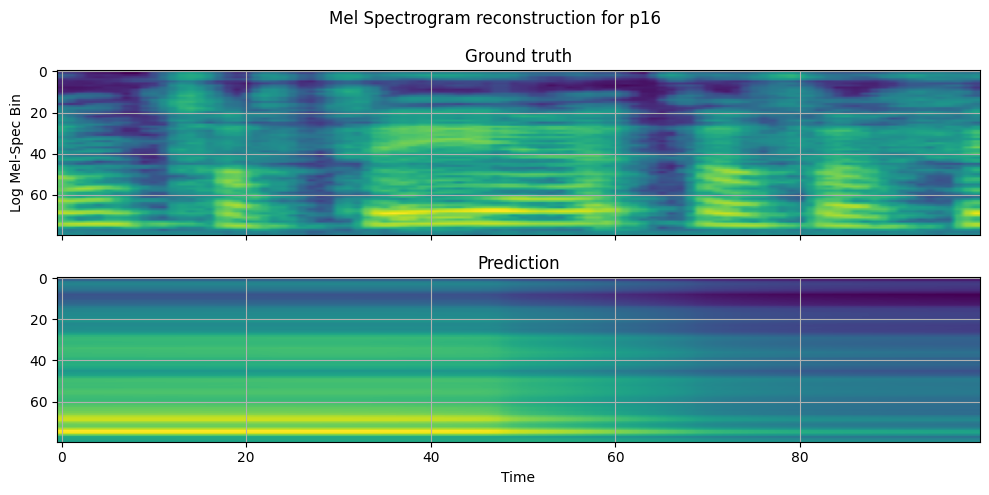 Mel Spectrogram reconstruction for p16
Ground truth
0
20
40
60
Log Mel-Spec Bin
Prediction
0
20
40
60
0 20 40 60 80
Time